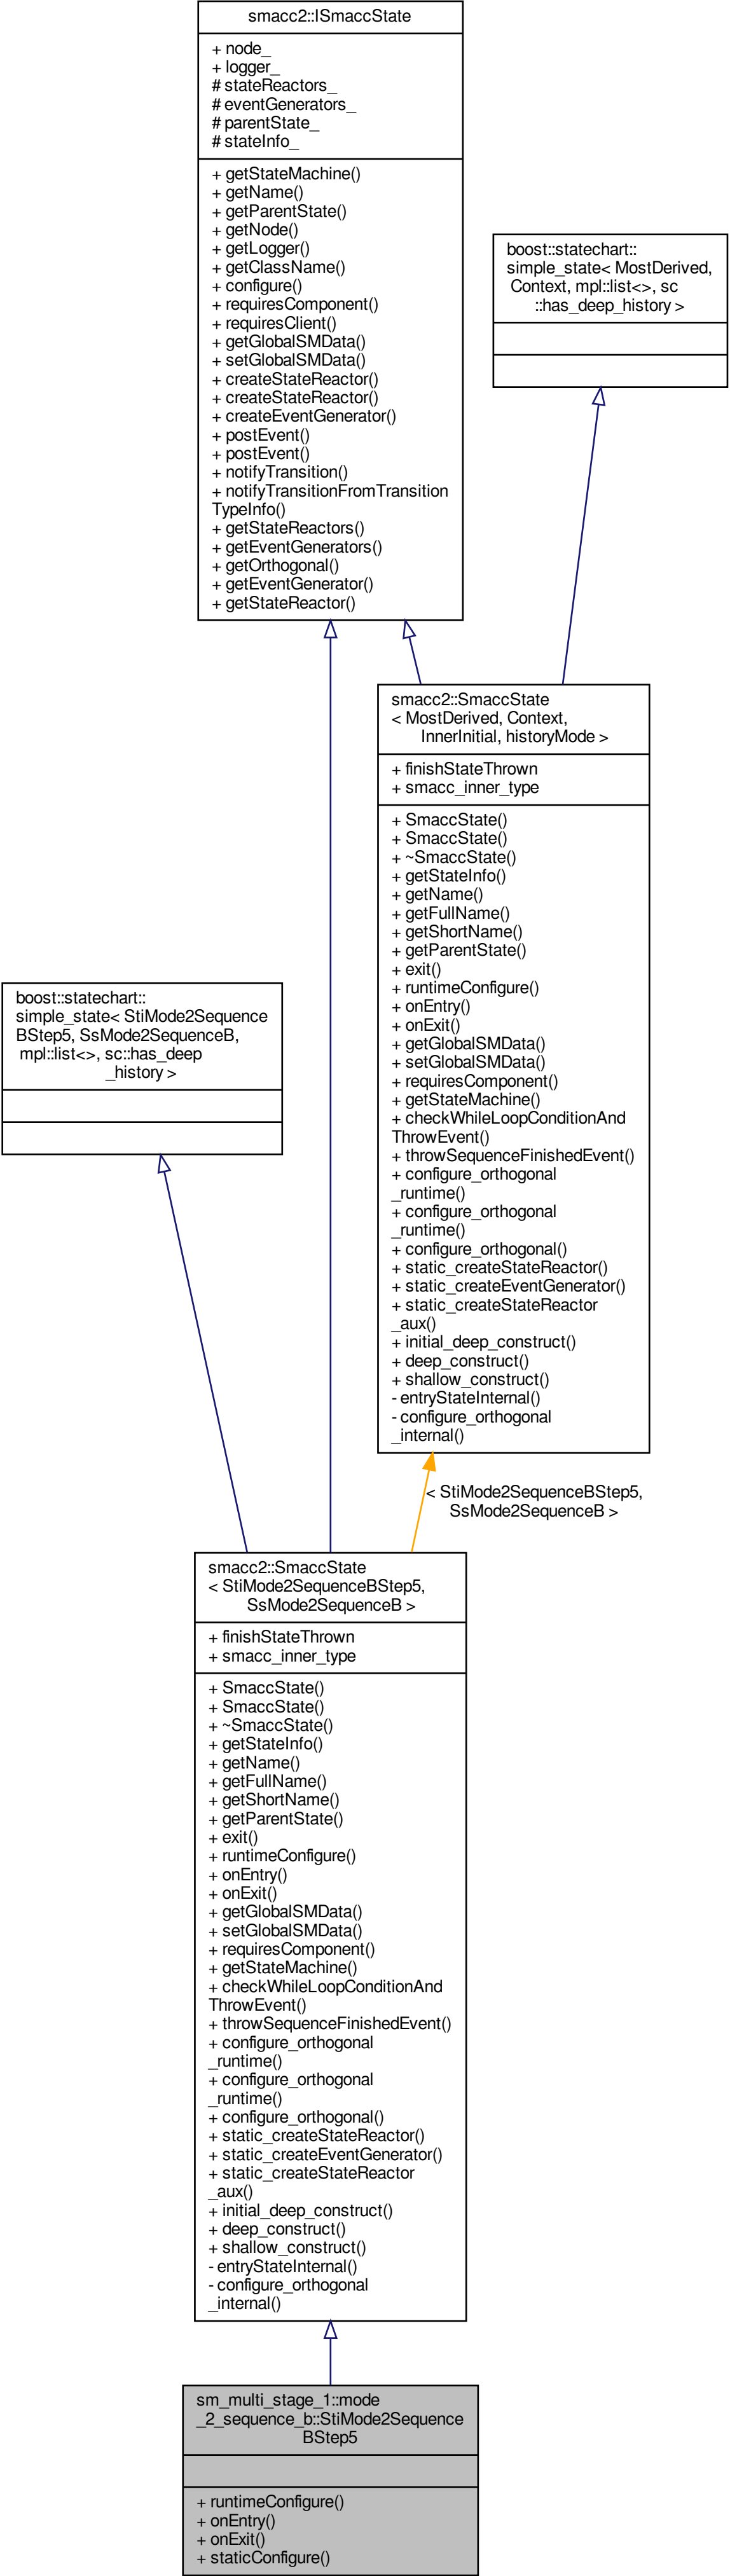 smacc2::ISmaccState
+ node_
+ logger_
# stateReactors_
# eventGenerators_
# parentState_
# stateInfo_
+ getStateMachine()
+ getName()
+ getParentState()
+ getNode()
+ getLogger()
+ getClassName()
+ configure()
+ requiresComponent()
+ requiresClient()
+ getGlobalSMData()
+ setGlobalSMData()
+ createStateReactor()
+ createStateReactor()
+ createEventGenerator()
+ postEvent()
+ postEvent()
+ notifyTransition()
+ notifyTransitionFromTransition
TypeInfo()
+ getStateReactors()
+ getEventGenerators()
+ getOrthogonal()
+ getEventGenerator()
+ getStateReactor()
boost::statechart::
simple_state< MostDerived,
Context, mpl::list<>, sc
::has_deep_history >
smacc2::SmaccState
< MostDerived, Context,
InnerInitial, historyMode >
+ finishStateThrown
+ smacc_inner_type
+ SmaccState()
+ SmaccState()
+ ~SmaccState()
+ getStateInfo()
+ getName()
+ getFullName()
+ getShortName()
+ getParentState()
+ exit()
+ runtimeConfigure()
+ onEntry()
+ onExit()
+ getGlobalSMData()
+ setGlobalSMData()
+ requiresComponent()
+ getStateMachine()
+ checkWhileLoopConditionAnd
ThrowEvent()
+ throwSequenceFinishedEvent()
+ configure_orthogonal
_runtime()
+ configure_orthogonal
_runtime()
+ configure_orthogonal()
+ static_createStateReactor()
+ static_createEventGenerator()
+ static_createStateReactor
_aux()
+ initial_deep_construct()
+ deep_construct()
+ shallow_construct()
- entryStateInternal()
- configure_orthogonal
_internal()
boost::statechart::
simple_state< StiMode2Sequence
BStep5, SsMode2SequenceB,
mpl::list<>, sc::has_deep
_history >
< StiMode2SequenceBStep5,
SsMode2SequenceB >
smacc2::SmaccState
< StiMode2SequenceBStep5,
SsMode2SequenceB >
+ finishStateThrown
+ smacc_inner_type
+ SmaccState()
+ SmaccState()
+ ~SmaccState()
+ getStateInfo()
+ getName()
+ getFullName()
+ getShortName()
+ getParentState()
+ exit()
+ runtimeConfigure()
+ onEntry()
+ onExit()
+ getGlobalSMData()
+ setGlobalSMData()
+ requiresComponent()
+ getStateMachine()
+ checkWhileLoopConditionAnd
ThrowEvent()
+ throwSequenceFinishedEvent()
+ configure_orthogonal
_runtime()
+ configure_orthogonal
_runtime()
+ configure_orthogonal()
+ static_createStateReactor()
+ static_createEventGenerator()
+ static_createStateReactor
_aux()
+ initial_deep_construct()
+ deep_construct()
+ shallow_construct()
- entryStateInternal()
- configure_orthogonal
_internal()
sm_multi_stage_1::mode
_2_sequence_b::StiMode2Sequence
BStep5
+ runtimeConfigure()
+ onEntry()
+ onExit()
+ staticConfigure()